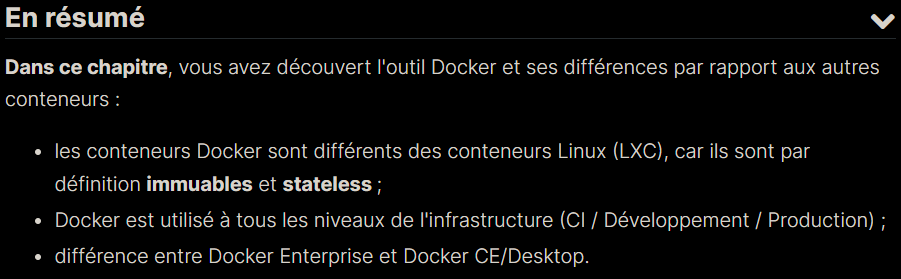 En résumé
Dans ce chapitre, vous avez découvert l'outil Docker et ses différences par rapport aux autres
conteneurs :
• les conteneurs Docker sont différents des conteneurs Linux (LXC), car ils sont par
définition immuables et stateless ;
• Docker est utilisé à tous les niveaux de l'infrastructure (CI / Développement / Production) ;
• différence entre Docker Enterprise et Docker CE/Desktop.